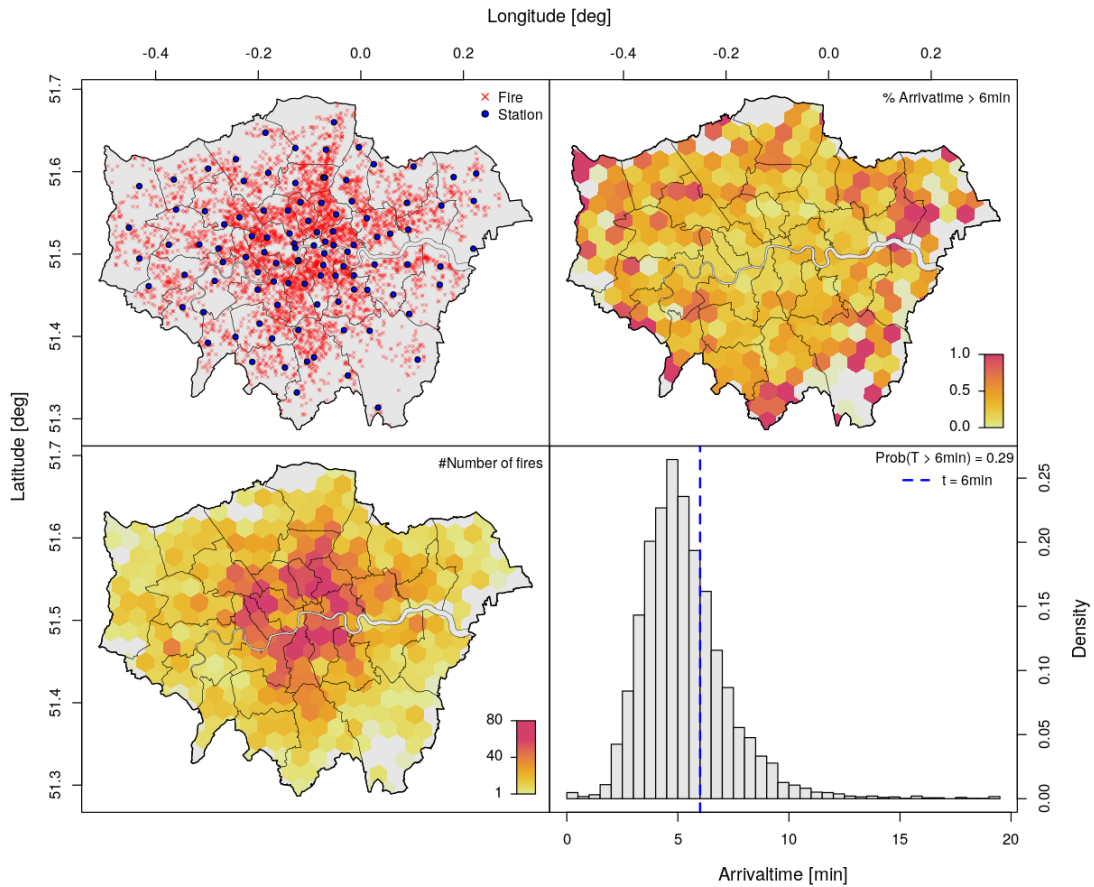 Longitude [deg]
-0.4 -0.2 0.0 0.2
-0.4 -0.2 0.0 0.2
Latitude [deg]
51.7
51.6
51.5
51.4
51.3
Fire
Station
% Arrivatime > 6min
1.0
0.5
0.0
51.7
51.6
51.5
51.4
51.3
#Number of fires
80
40
1
Prob(T > 6min) = 0.29
t = 6min
0.25
0.20
0.15
0.10
0.05
0.00
Density
0 5 10 15 20
Arrivaltime [min]